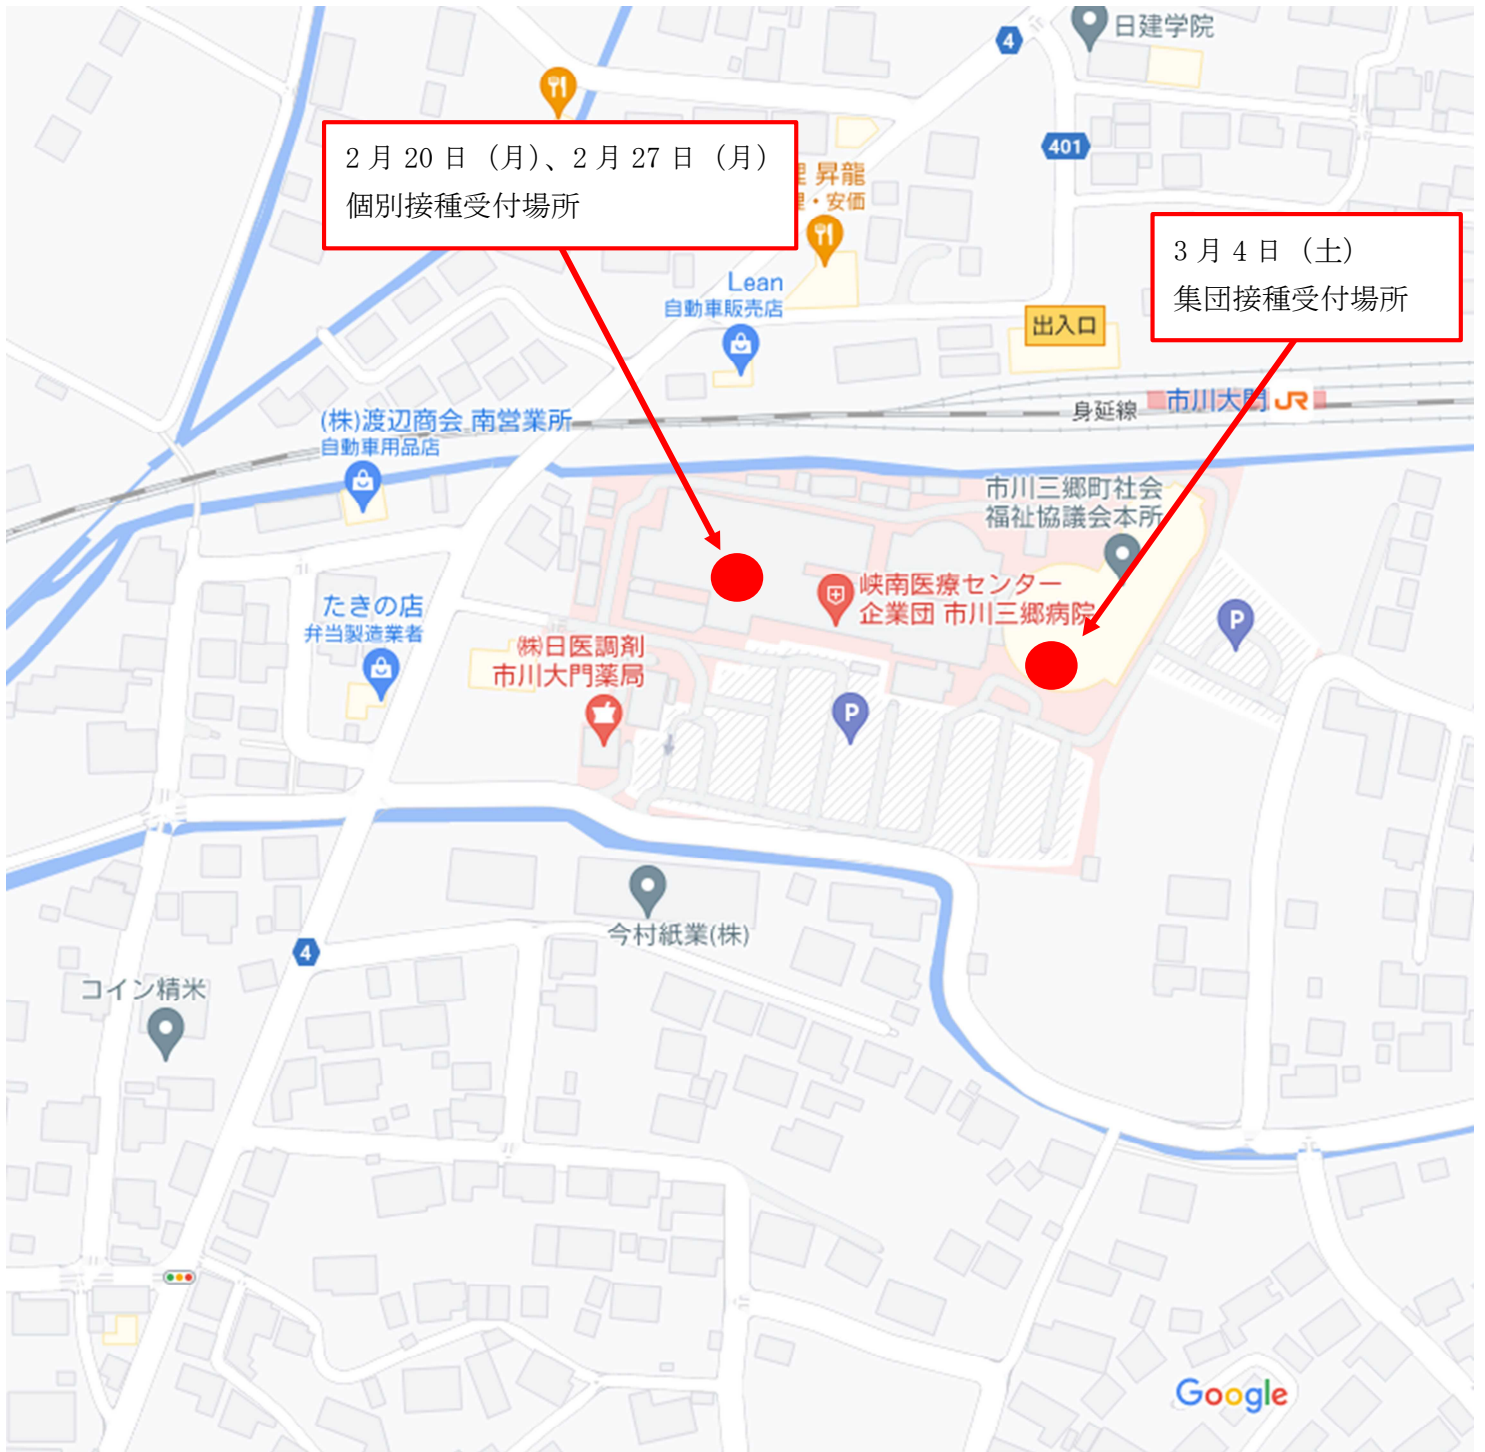 日建学院
4
401
2月20日（月）、2月27日（月）
個別接種受付場所
昇龍
・安価
3月4日（土）
集団接種受付場所
Lean
自動車販売店
出入口
身延線
市川大門 JR
(株)渡辺商会 南営業所
自動車用品店
市川三郷町社会
福祉協議会本所
峡南医療センター
企業団 市川三郷病院
P
たきの店
弁当製造業者
㈱日医調剤
市川大門薬局
P
今村紙業(株)
4
コイン精米
Google